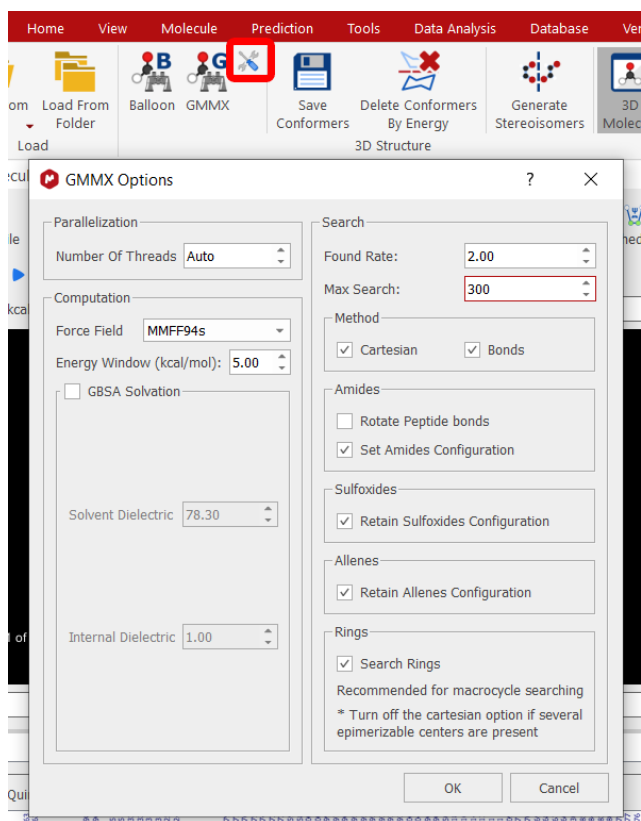 Home View Molecule Prediction Tools Data Analysis Database Ver
B G
om Load From Folder Balloon GMMX Save Conformers Delete Conformers By Energy Generate Stereoisomers 3D Molec
Load 3D Structure
GMMX Options ? ×
Parallelization
Number Of Threads Auto
Computation
Force Field MMFF94s
Energy Window (kcal/mol): 5.00
GBSA Solvation
Solvent Dielectric 78.30
Internal Dielectric 1.00
Search
Found Rate: 2.00
Max Search: 300
Method
Cartesian Bonds
Amides
Rotate Peptide bonds
Set Amides Configuration
Sulfoxides
Retain Sulfoxides Configuration
Allenes
Retain Allenes Configuration
Rings
Search Rings
Recommended for macrocycle searching
* Turn off the cartesian option if several
epimerizable centers are present
OK Cancel